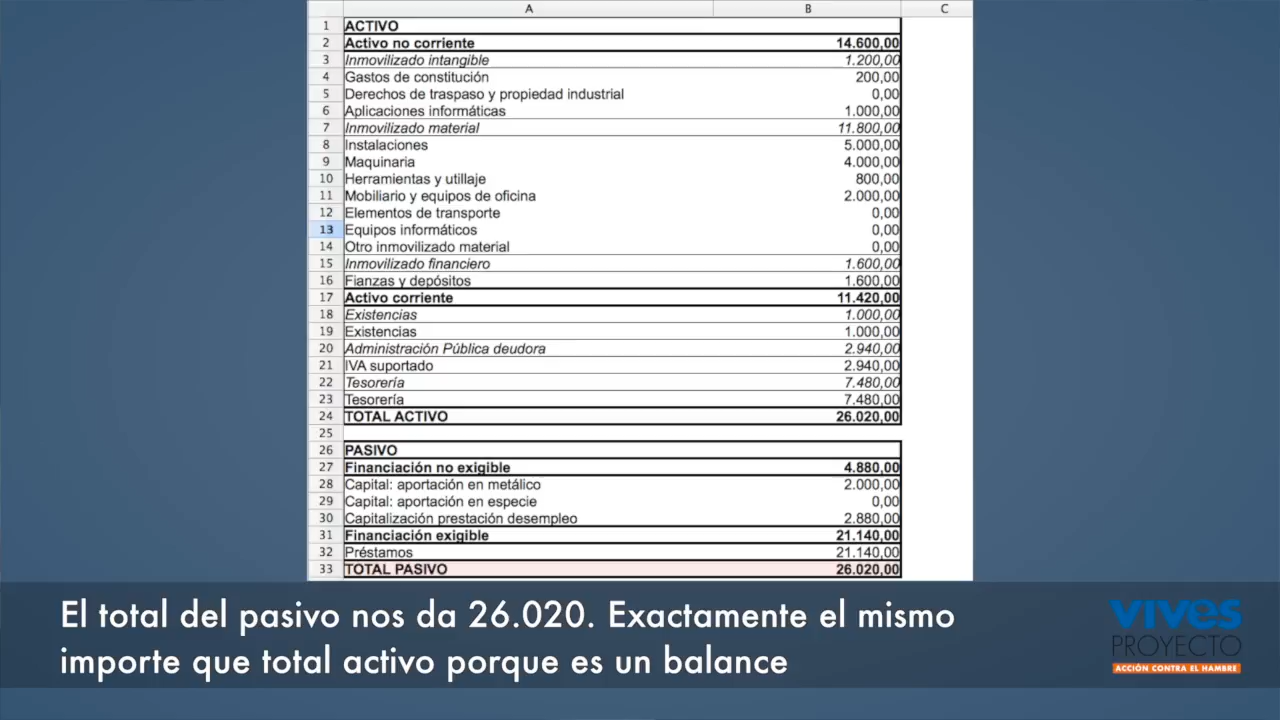 A B C
1 ACTIVO
2 Activo no corriente 14.600,00
3 Inmovilizado intangible 1.200,00
4 Gastos de constitución 200,00
5 Derechos de traspaso y propiedad industrial 0,00
6 Aplicaciones informáticas 1.000,00
7 Inmovilizado material 11.800,00
8 Instalaciones 5.000,00
9 Maquinaria 4.000,00
10 Herramientas y utillaje 800,00
11 Mobiliario y equipos de oficina 2.000,00
12 Elementos de transporte 0,00
13 Equipos informáticos 0,00
14 Otro inmovilizado material 0,00
15 Inmovilizado financiero 1.600,00
16 Fianzas y depósitos 1.600,00
17 Activo corriente 11.420,00
18 Existencias 1.000,00
19 Existencias 1.000,00
20 Administración Pública deudora 2.940,00
21 IVA suportado 2.940,00
22 Tesorería 7.480,00
23 Tesorería 7.480,00
24 TOTAL ACTIVO 26.020,00
25
26 PASIVO
27 Financiación no exigible 4.880,00
28 Capital: aportación en metálico 2.000,00
29 Capital: aportación en especie 0,00
30 Capitalización prestación desempleo 2.880,00
31 Financiación exigible 21.140,00
32 Préstamos 21.140,00
33 TOTAL PASIVO 26.020,00
El total del pasivo nos da 26.020. Exactamente el mismo
importe que total activo porque es un balance
vives
PROYECTO
ACCIÓN CONTRA EL HAMBRE